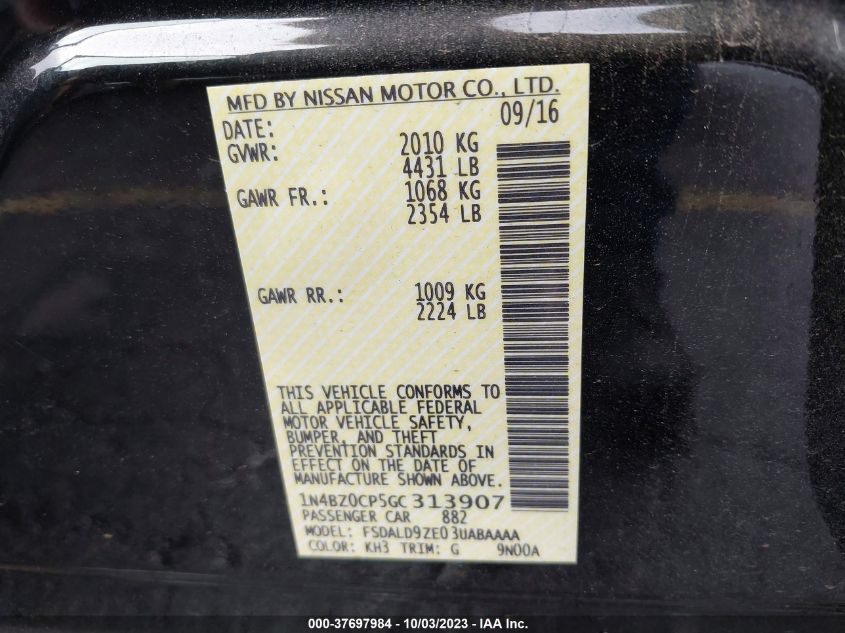 MFD BY NISSAN MOTOR CO., LTD.
DATE: 09/16
GVWR: 2010 KG
4431 LB
GAWR FR.: 1068 KG
2354 LB
GAWR RR.: 1009 KG
2224 LB
THIS VEHICLE CONFORMS TO
ALL APPLICABLE FEDERAL
MOTOR VEHICLE SAFETY,
BUMPER, AND THEFT
PREVENTION STANDARDS IN
EFFECT ON THE DATE OF
MANUFACTURE SHOWN ABOVE.
1N4BZ0CP5GC313907
PASSENGER CAR 882
MODEL: FSDALD9ZE03UABAAAA
COLOR: KH3 TRIM: G 9N00A
000-37697984 - 10/03/2023 - IAA Inc.